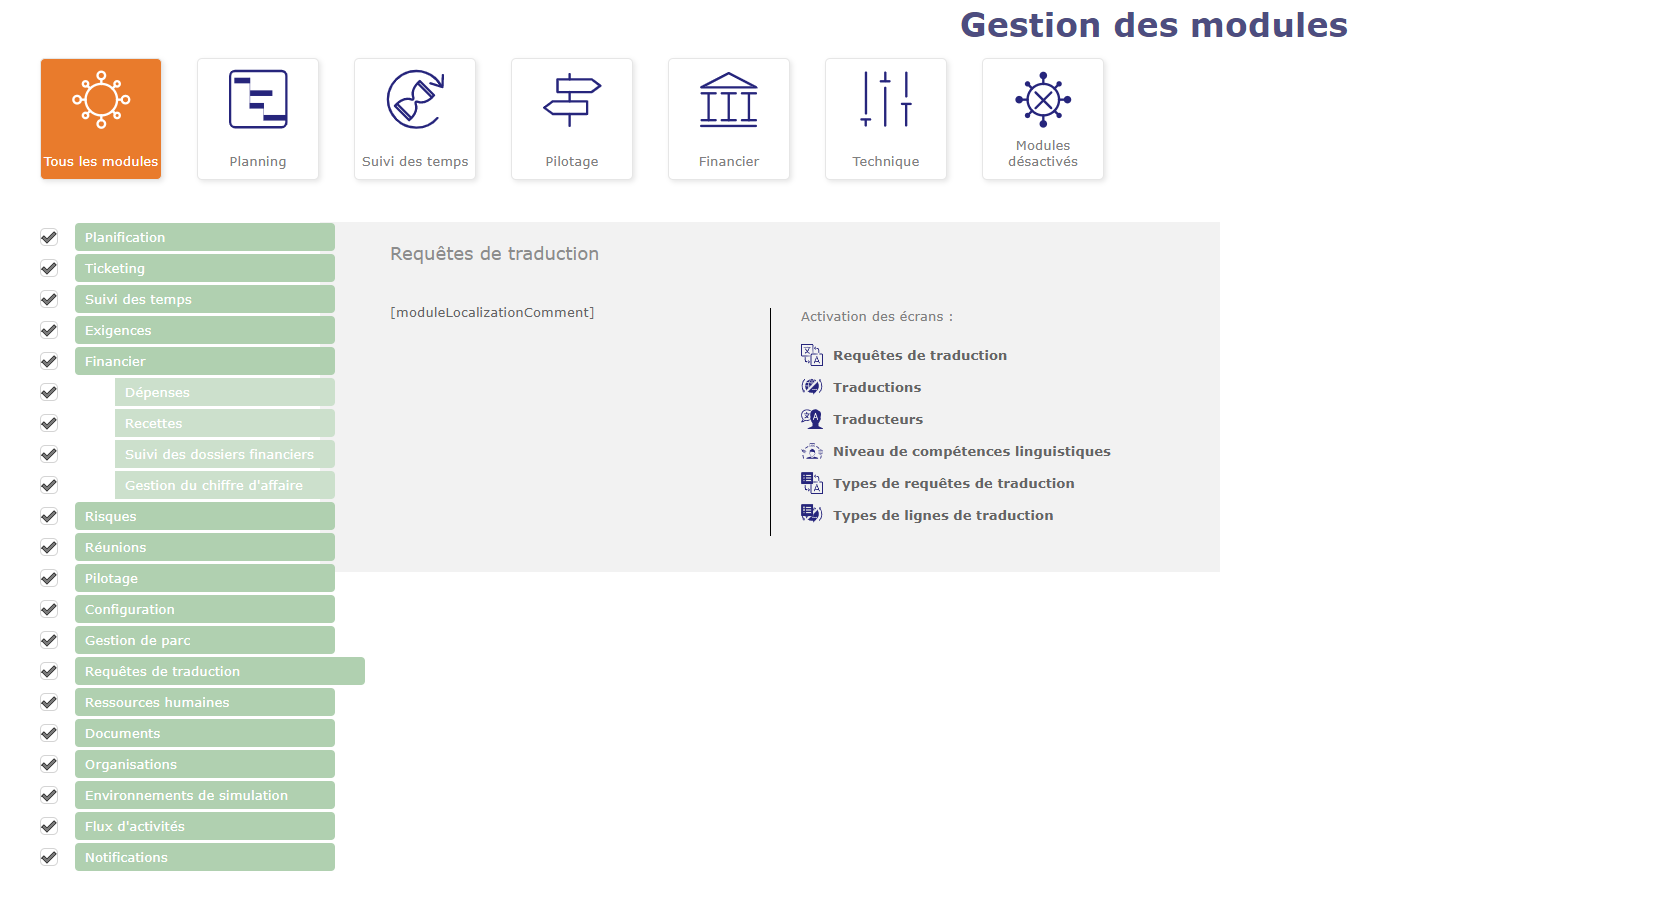 Gestion des modules
Tous les modules
Planning
Suivi des temps
Pilotage
Financier
Technique
Modules
désactivés
Planification
Ticketing
Suivi des temps
Exigences
Financier
Dépenses
Recettes
Suivi des dossiers financiers
Gestion du chiffre d'affaire
Risques
Réunions
Pilotage
Configuration
Gestion de parc
Requêtes de traduction
Ressources humaines
Documents
Organisations
Environnements de simulation
Flux d'activités
Notifications
Requêtes de traduction
[moduleLocalizationComment]
Activation des écrans :
Requêtes de traduction
Traductions
Traducteurs
Niveau de compétences linguistiques
Types de requêtes de traduction
Types de lignes de traduction